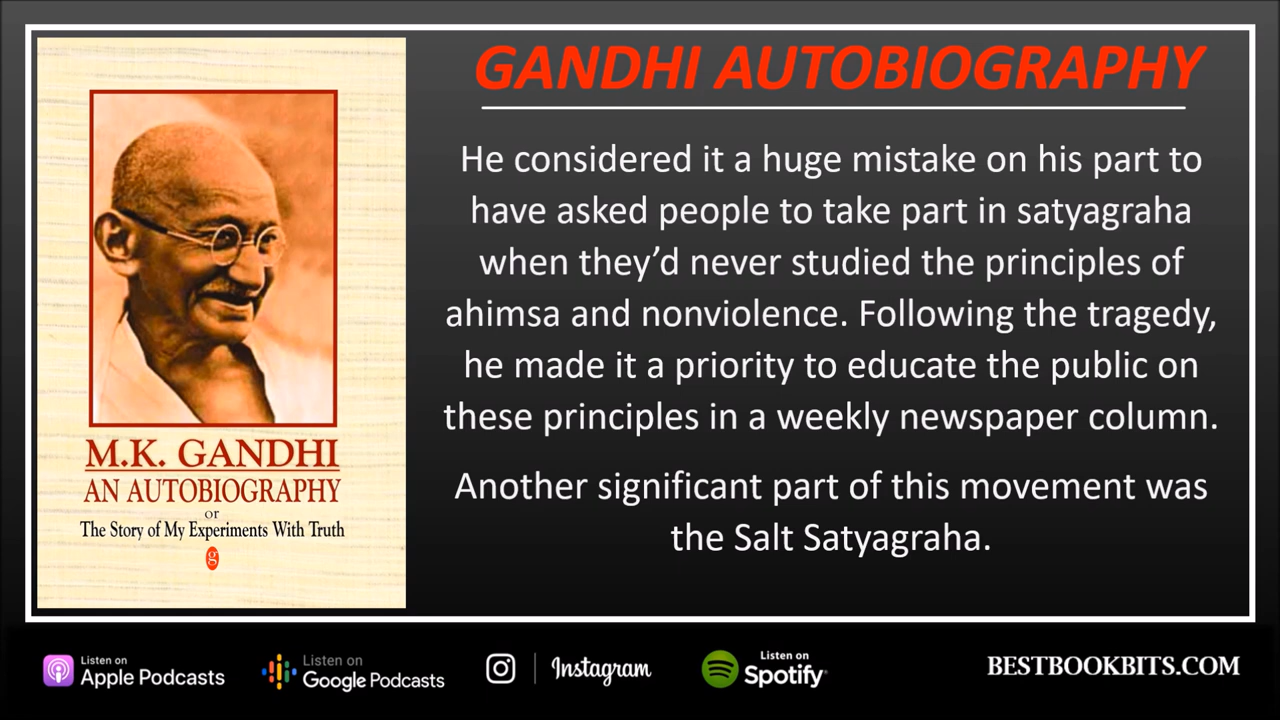 GANDHI AUTOBIOGRAPHY
He considered it a huge mistake on his part to
have asked people to take part in satyagraha
when they’d never studied the principles of
ahimsa and nonviolence. Following the tragedy,
he made it a priority to educate the public on
these principles in a weekly newspaper column.
Another significant part of this movement was
the Salt Satyagraha.
M.K. GANDHI
AN AUTOBIOGRAPHY
or
The Story of My Experiments With Truth
g
Listen on
Apple Podcasts
Listen on
Google Podcasts
Instagram
Listen on
Spotify
BESTBOOKBITS.COM